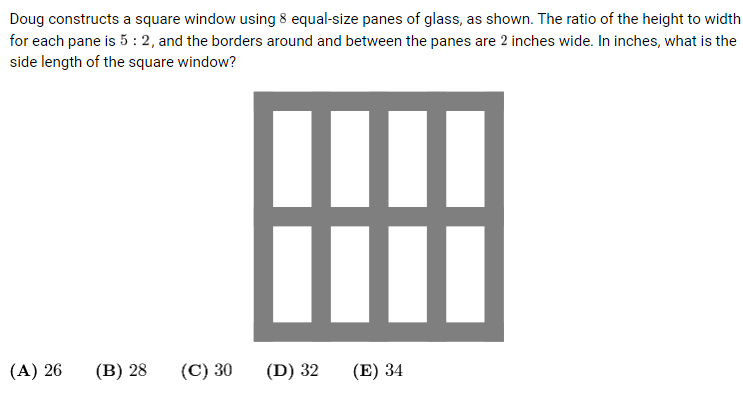 Doug constructs a square window using 8 equal-size panes of glass, as shown. The ratio of the height to width
for each pane is 5 : 2, and the borders around and between the panes are 2 inches wide. In inches, what is the
side length of the square window?
(A) 26 (B) 28 (C) 30 (D) 32 (E) 34